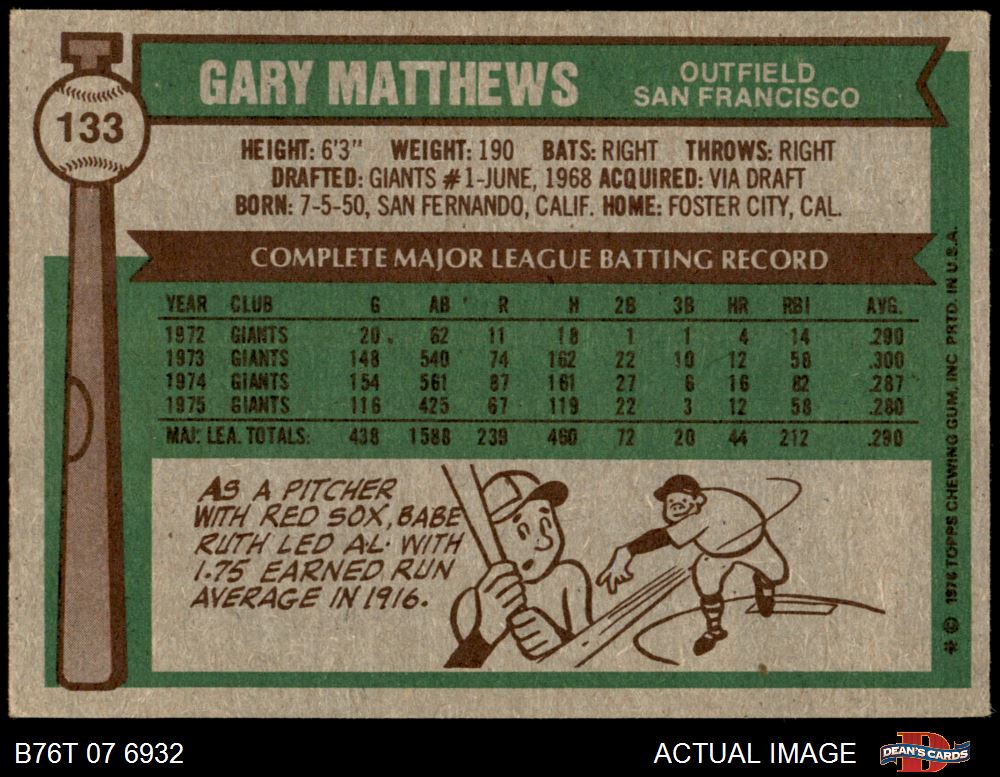 133
GARY MATTHEWS
OUTFIELD
SAN FRANCISCO
HEIGHT: 6'3" WEIGHT: 190 BATS: RIGHT THROWS: RIGHT
DRAFTED: GIANTS #1-JUNE, 1968 ACQUIRED: VIA DRAFT
BORN: 7-5-50, SAN FERNANDO, CALIF. HOME: FOSTER CITY, CAL.
COMPLETE MAJOR LEAGUE BATTING RECORD
YEAR CLUB G AB R H 2B 3B HR RBI AVG.
1972 GIANTS 20 62 11 18 1 1 4 14 .290
1973 GIANTS 148 540 74 162 22 10 12 58 .300
1974 GIANTS 154 561 87 161 27 6 16 82 .287
1975 GIANTS 116 425 67 119 22 3 12 58 .280
MAJ. LEA. TOTALS: 438 1588 239 460 72 20 44 212 .290
AS A PITCHER
WITH RED SOX, BABE
RUTH LED A.L. WITH
1.75 EARNED RUN
AVERAGE IN 1916.
✻ © 1976 TOPPS CHEWING GUM, INC. PRTD. IN U.S.A.
B76T 07 6932
ACTUAL IMAGE
DEAN'S CARDS